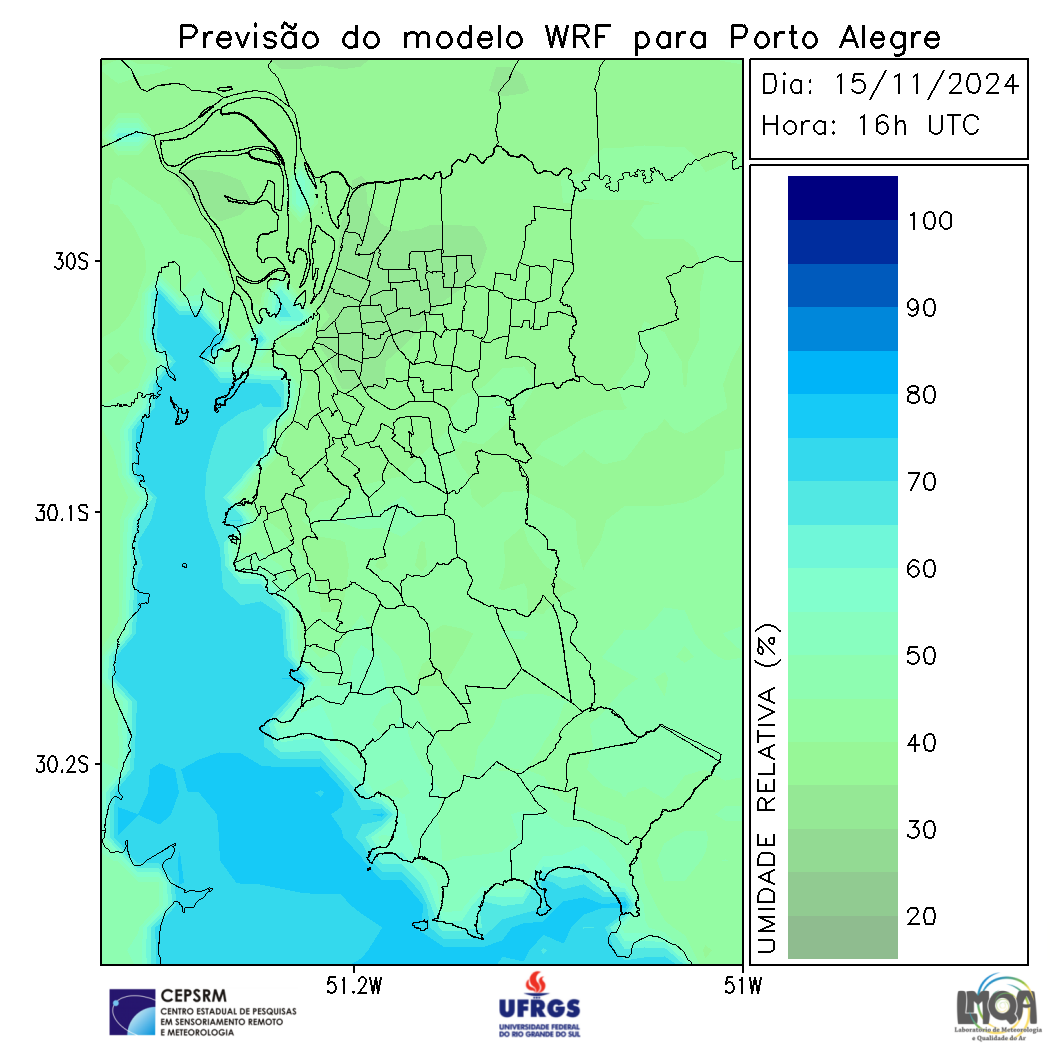 Previsão do modelo WRF para Porto Alegre
Dia: 15/11/2024
Hora: 16h UTC
100
90
80
70
60
50
40
30
20
UMIDADE RELATIVA (%)
30S
30.1S
30.2S
51.2W
51W
CEPSRM
CENTRO ESTADUAL DE PESQUISAS
EM SENSORIAMENTO REMOTO
E METEOROLOGIA
UFRGS
UNIVERSIDADE FEDERAL
DO RIO GRANDE DO SUL
LMQA
Laboratório de Meteorologia
e Qualidade do Ar